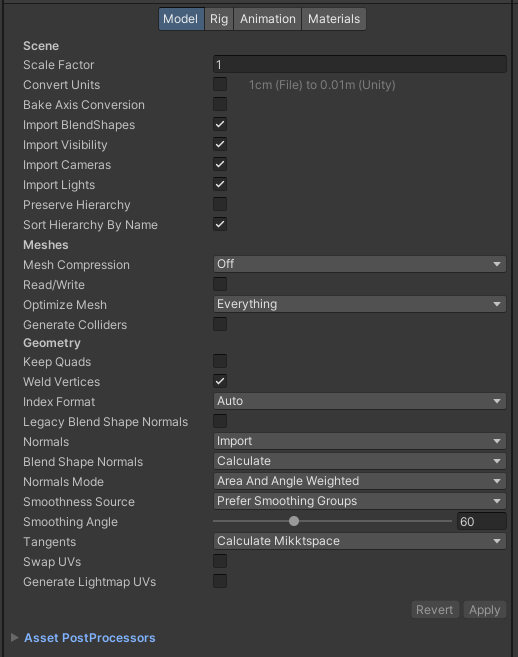 Model Rig Animation Materials
Scene
Scale Factor 1
Convert Units 1cm (File) to 0.01m (Unity)
Bake Axis Conversion
Import BlendShapes
Import Visibility
Import Cameras
Import Lights
Preserve Hierarchy
Sort Hierarchy By Name
Meshes
Mesh Compression Off
Read/Write
Optimize Mesh Everything
Generate Colliders
Geometry
Keep Quads
Weld Vertices
Index Format Auto
Legacy Blend Shape Normals
Normals Import
Blend Shape Normals Calculate
Normals Mode Area And Angle Weighted
Smoothness Source Prefer Smoothing Groups
Smoothing Angle 60
Tangents Calculate Mikktspace
Swap UVs
Generate Lightmap UVs
Revert Apply
Asset PostProcessors